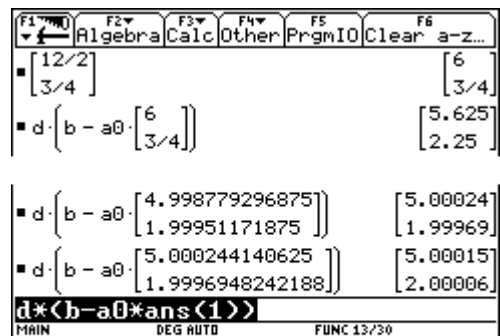 F1 F2 F3 F4 F5 F6
Algebra Calc Other PrgmIO Clear a-z…
[12/2] [6]
[3/4] [3/4]
d·(b - a0·[6]) [5.625]
[3/4] [2.25]
d·(b - a0·[4.998779296875]) [5.00024]
[1.99951171875] [1.99969]
d·(b - a0·[5.000244140625]) [5.00015]
[1.9996948242188] [2.00006]
d*(b-a0*ans(1))
MAIN DEG AUTO FUNC 13/30